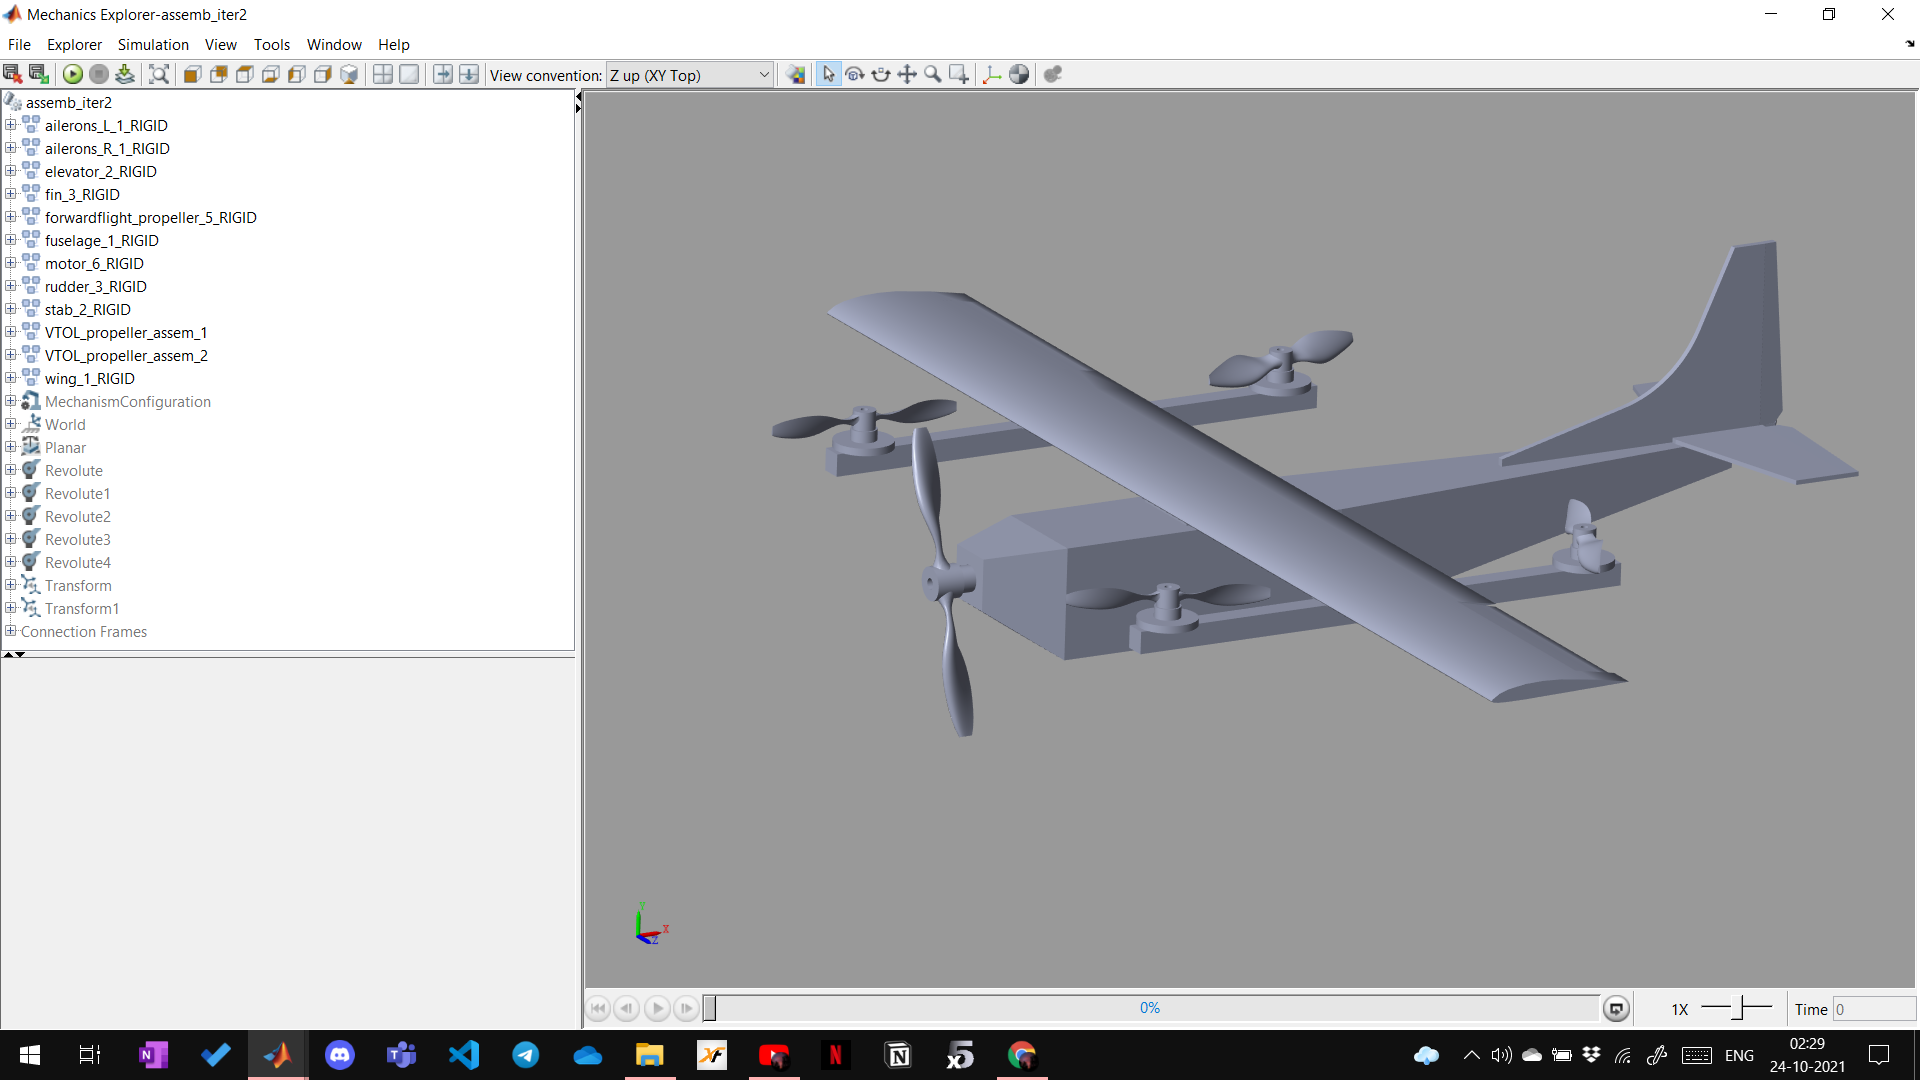 Mechanics Explorer-assemb_iter2
File Explorer Simulation View Tools Window Help
View convention: Z up (XY Top)
assemb_iter2
ailerons_L_1_RIGID
ailerons_R_1_RIGID
elevator_2_RIGID
fin_3_RIGID
forwardflight_propeller_5_RIGID
fuselage_1_RIGID
motor_6_RIGID
rudder_3_RIGID
stab_2_RIGID
VTOL_propeller_assem_1
VTOL_propeller_assem_2
wing_1_RIGID
MechanismConfiguration
World
Planar
Revolute
Revolute1
Revolute2
Revolute3
Revolute4
Transform
Transform1
Connection Frames
Y
X
Z
0% 1X Time 0
N N N x5 ENG 02:29
24-10-2021